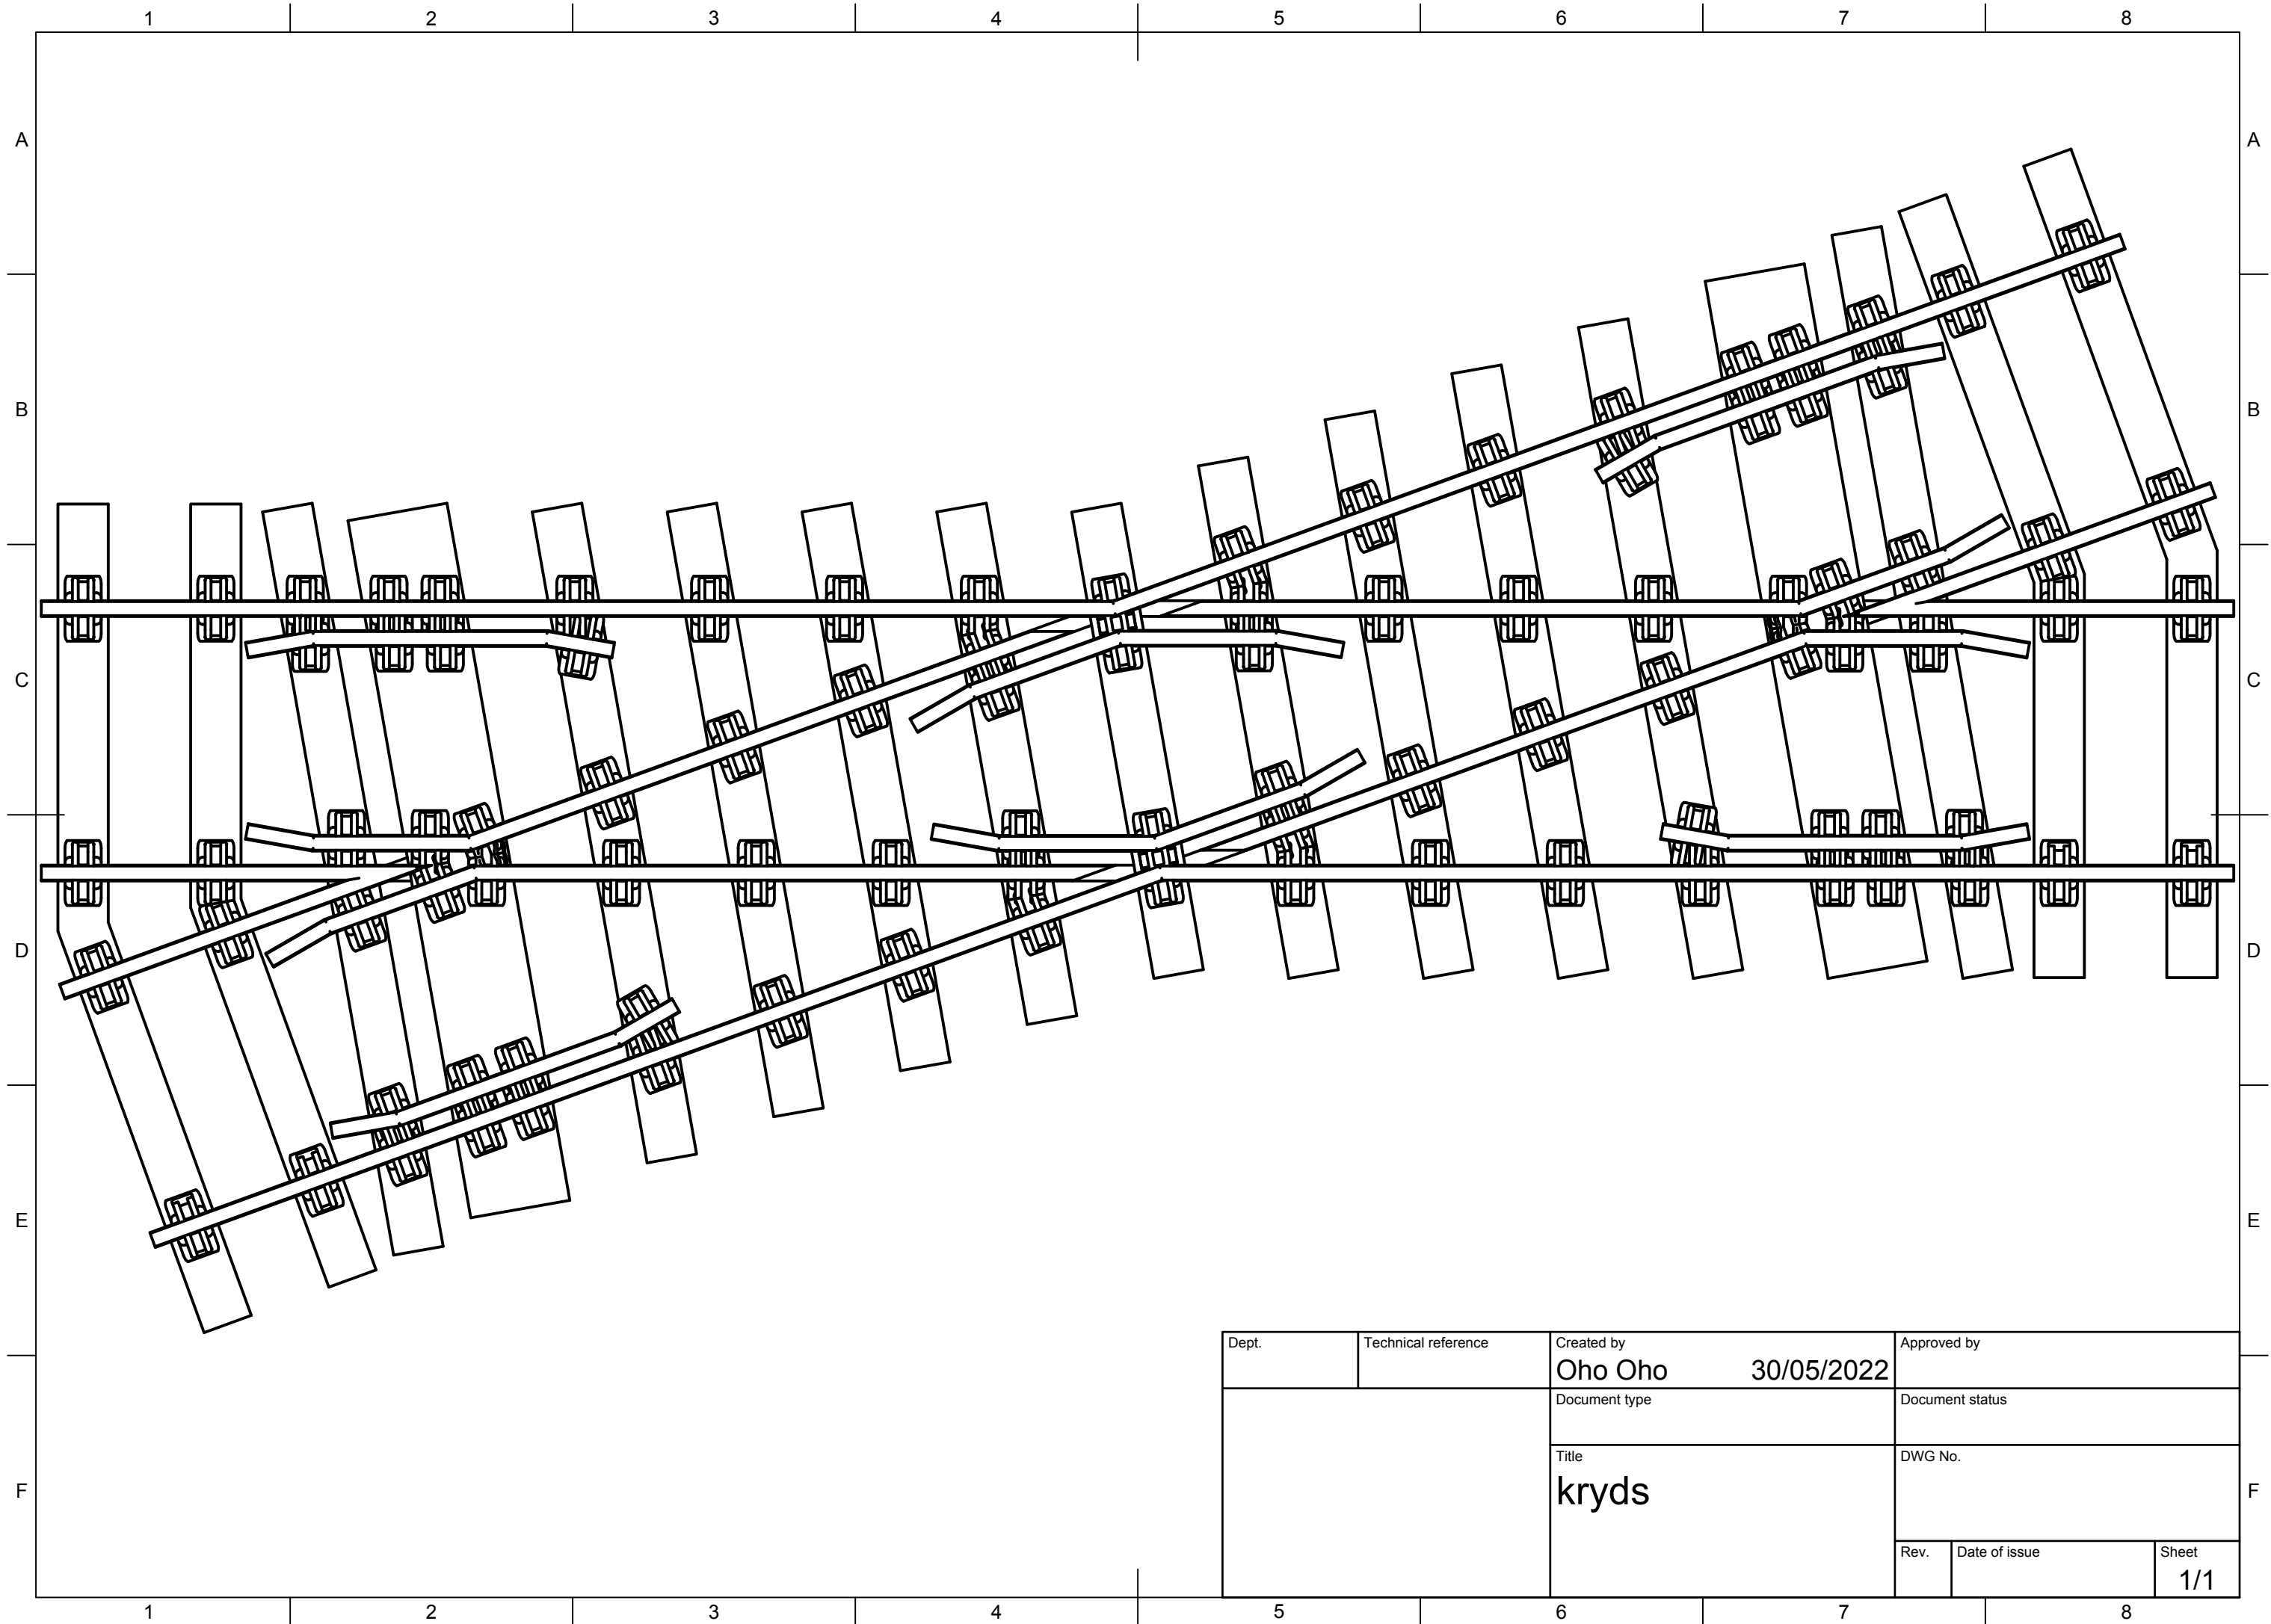 1 2 3 4 5 6 7 8
A A
B B
C C
D D
E E
Dept. Technical reference Created by Approved by
Oho Oho 30/05/2022
Document type Document status
Title DWG No.
kryds
F F
Rev. Date of issue Sheet
1/1
1 2 3 4 5 6 7 8